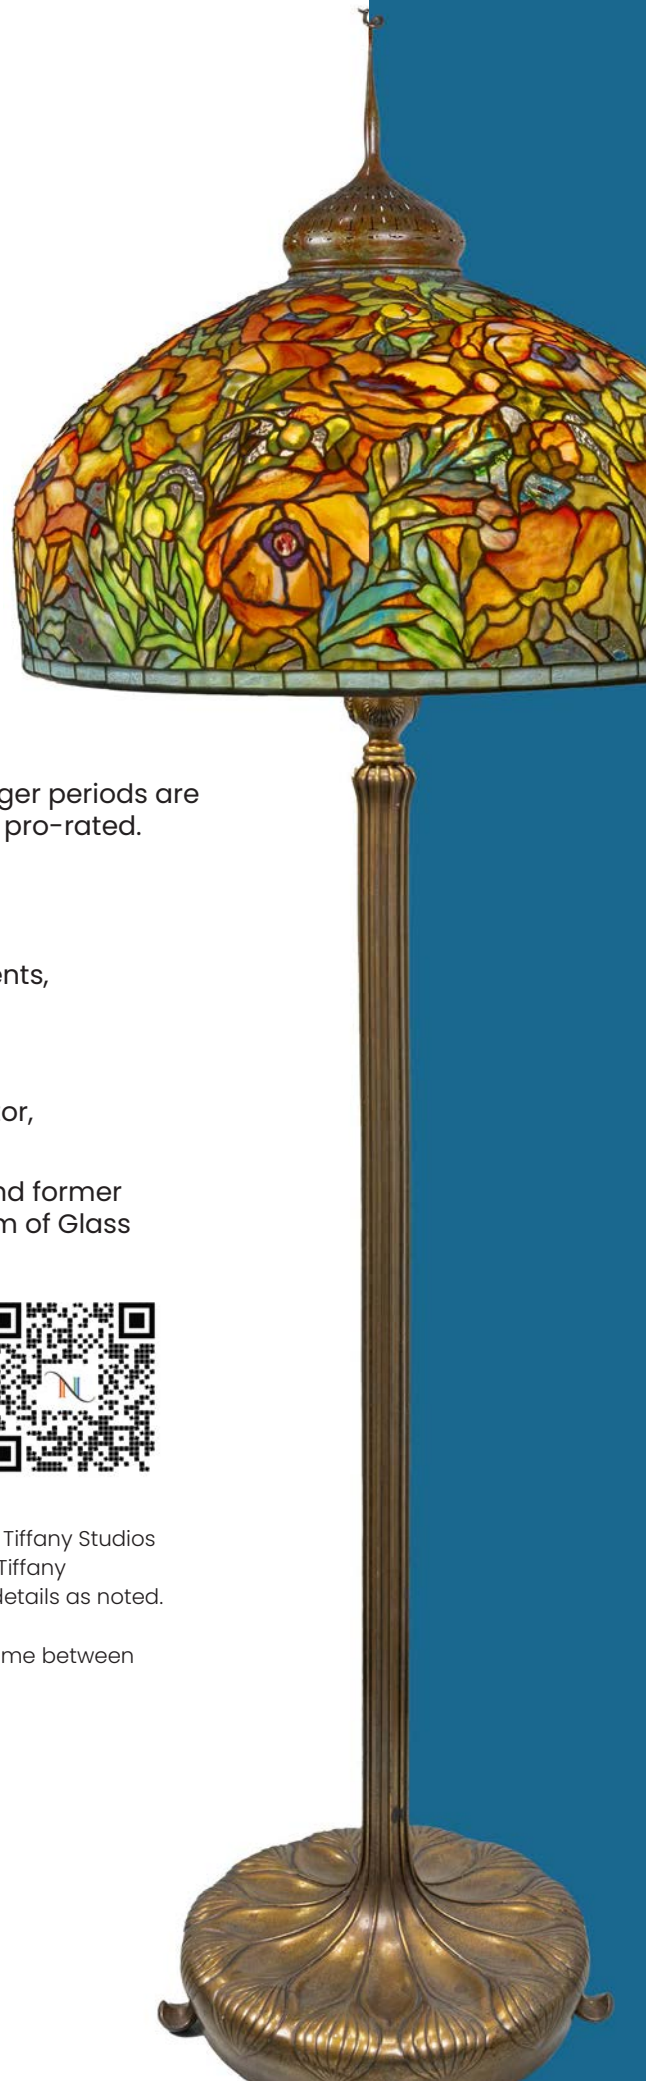 ger periods are
pro-rated.
ents,
or,
nd former
m of Glass
N
Tiffany Studios
Tiffany
details as noted.
me between